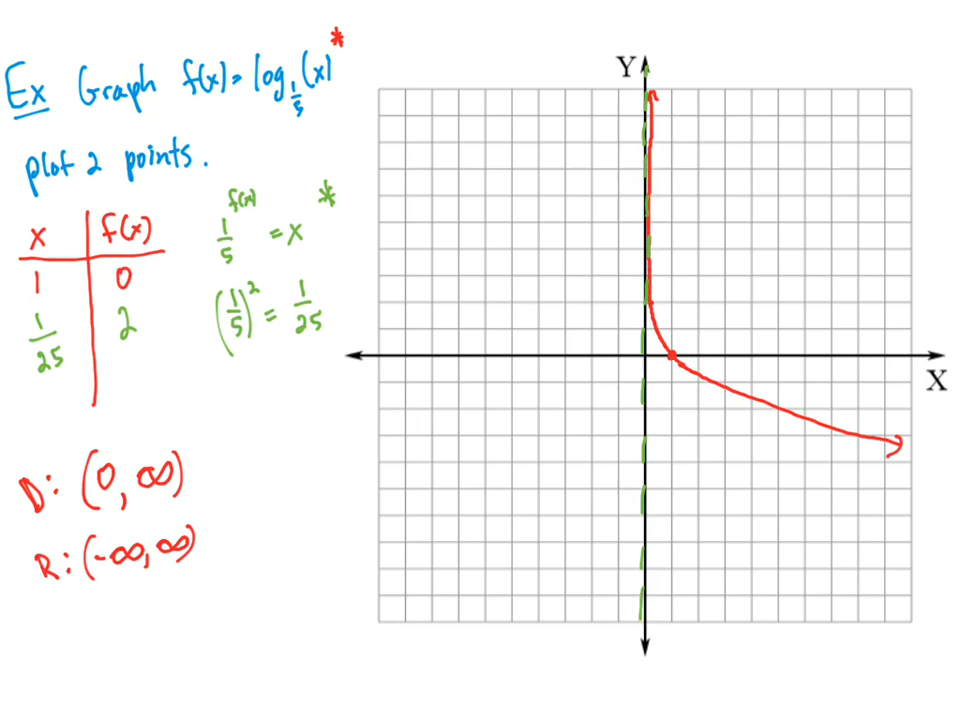 Ex Graph f(x) = log_{1/5}(x) *
plot 2 points.
x | f(x)
1 | 0
1/25 | 2
1/5^{f(x)} = x *
(1/5)^2 = 1/25
D: (0, ∞)
R: (-∞, ∞)
Y
X